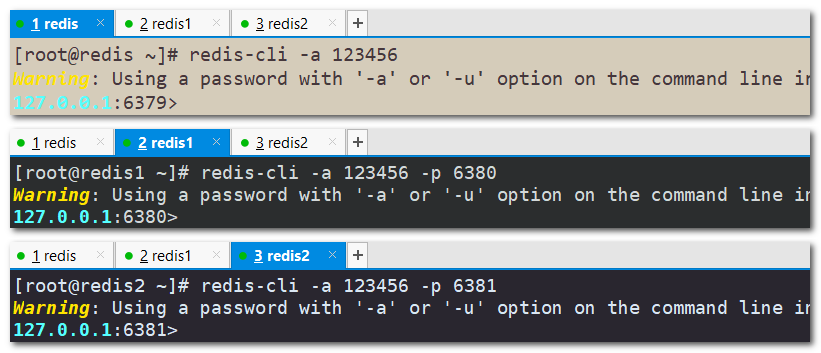 1 redis × 2 redis1 × 3 redis2 × +
[root@redis ~]# redis-cli -a 123456
Warning: Using a password with '-a' or '-u' option on the command line
127.0.0.1:6379>
1 redis × 2 redis1 × 3 redis2 × +
[root@redis1 ~]# redis-cli -a 123456 -p 6380
Warning: Using a password with '-a' or '-u' option on the command line
127.0.0.1:6380>
1 redis × 2 redis1 × 3 redis2 × +
[root@redis2 ~]# redis-cli -a 123456 -p 6381
Warning: Using a password with '-a' or '-u' option on the command line
127.0.0.1:6381>